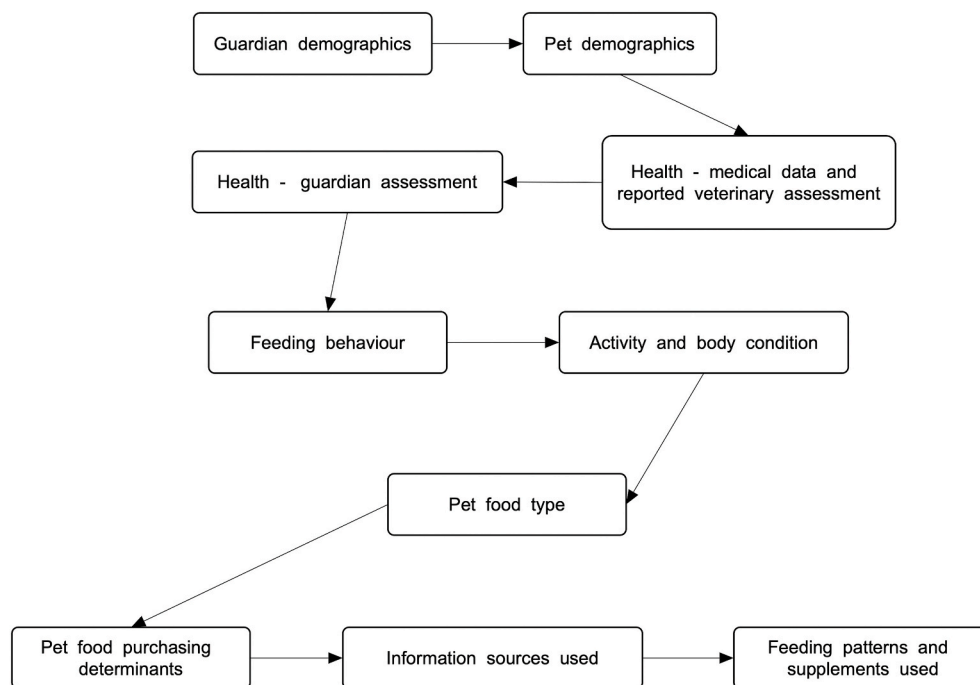 Guardian demographics
Pet demographics
Health - medical data and
reported veterinary assessment
Health - guardian assessment
Feeding behaviour
Activity and body condition
Pet food type
Pet food purchasing
determinants
Information sources used
Feeding patterns and
supplements used